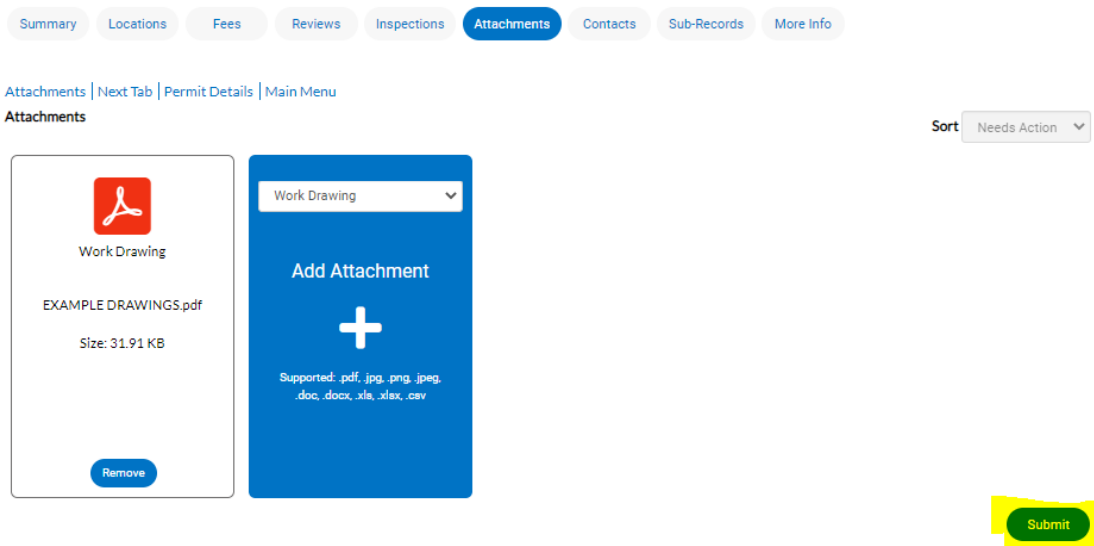 Summary Locations Fees Reviews Inspections Attachments Contacts Sub-Records More Info
Attachments | Next Tab | Permit Details | Main Menu
Attachments
Sort Needs Action
Work Drawing
EXAMPLE DRAWINGS.pdf
Size: 31.91 KB
Remove
Work Drawing
Add Attachment
Supported: .pdf, .jpg, .png, .jpeg,
.doc, .docx, .xls, .xlsx, .csv
Submit